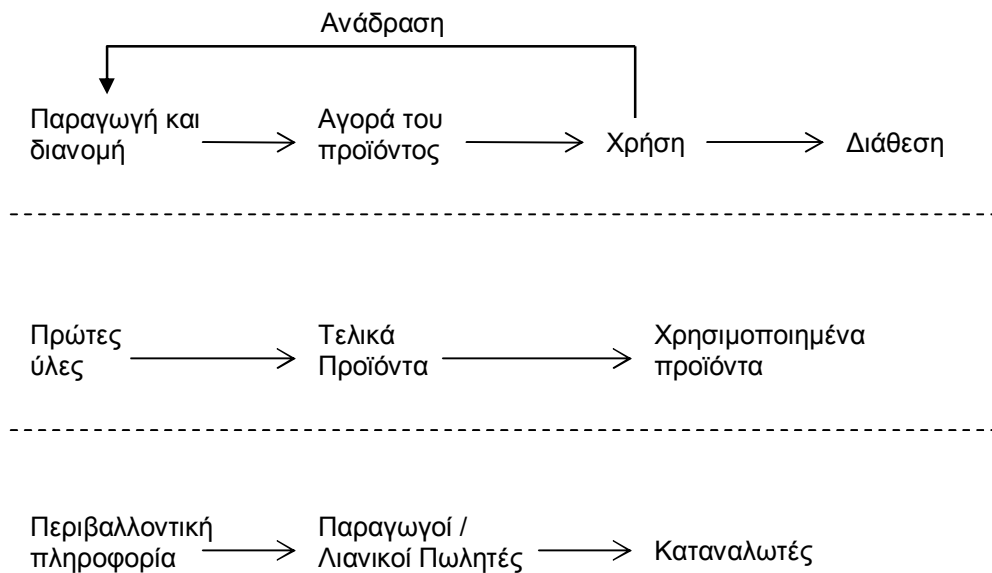 Ανάδραση
Παραγωγή και
διανομή
Αγορά του
προϊόντος
Χρήση
Διάθεση
Πρώτες
ύλες
Τελικά
Προϊόντα
Χρησιμοποιημένα
προϊόντα
Περιβαλλοντική
πληροφορία
Παραγωγοί /
Λιανικοί Πωλητές
Καταναλωτές